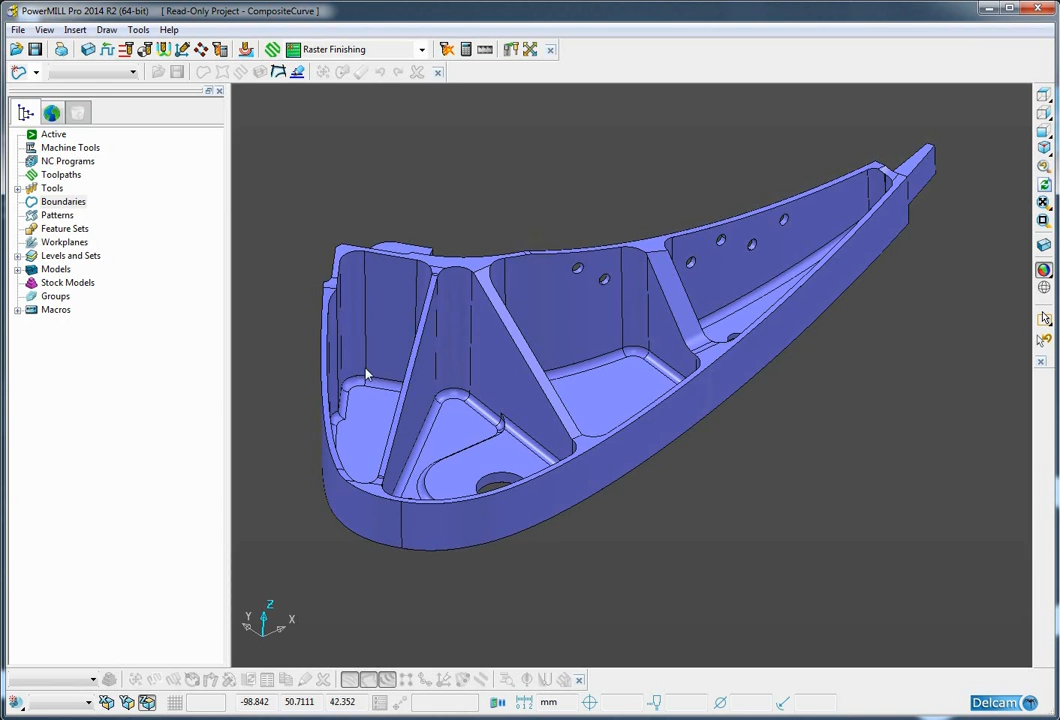 PowerMILL Pro 2014 R2 (64-bit)    [ Read-Only Project - CompositeCurve ]
File View Insert Draw Tools Help
Raster Finishing
Active
Machine Tools
NC Programs
Toolpaths
Tools
Boundaries
Patterns
Feature Sets
Workplanes
Levels and Sets
Models
Stock Models
Groups
Macros
Z
Y
X
-98.842 50.7111 42.352 mm
Delcam